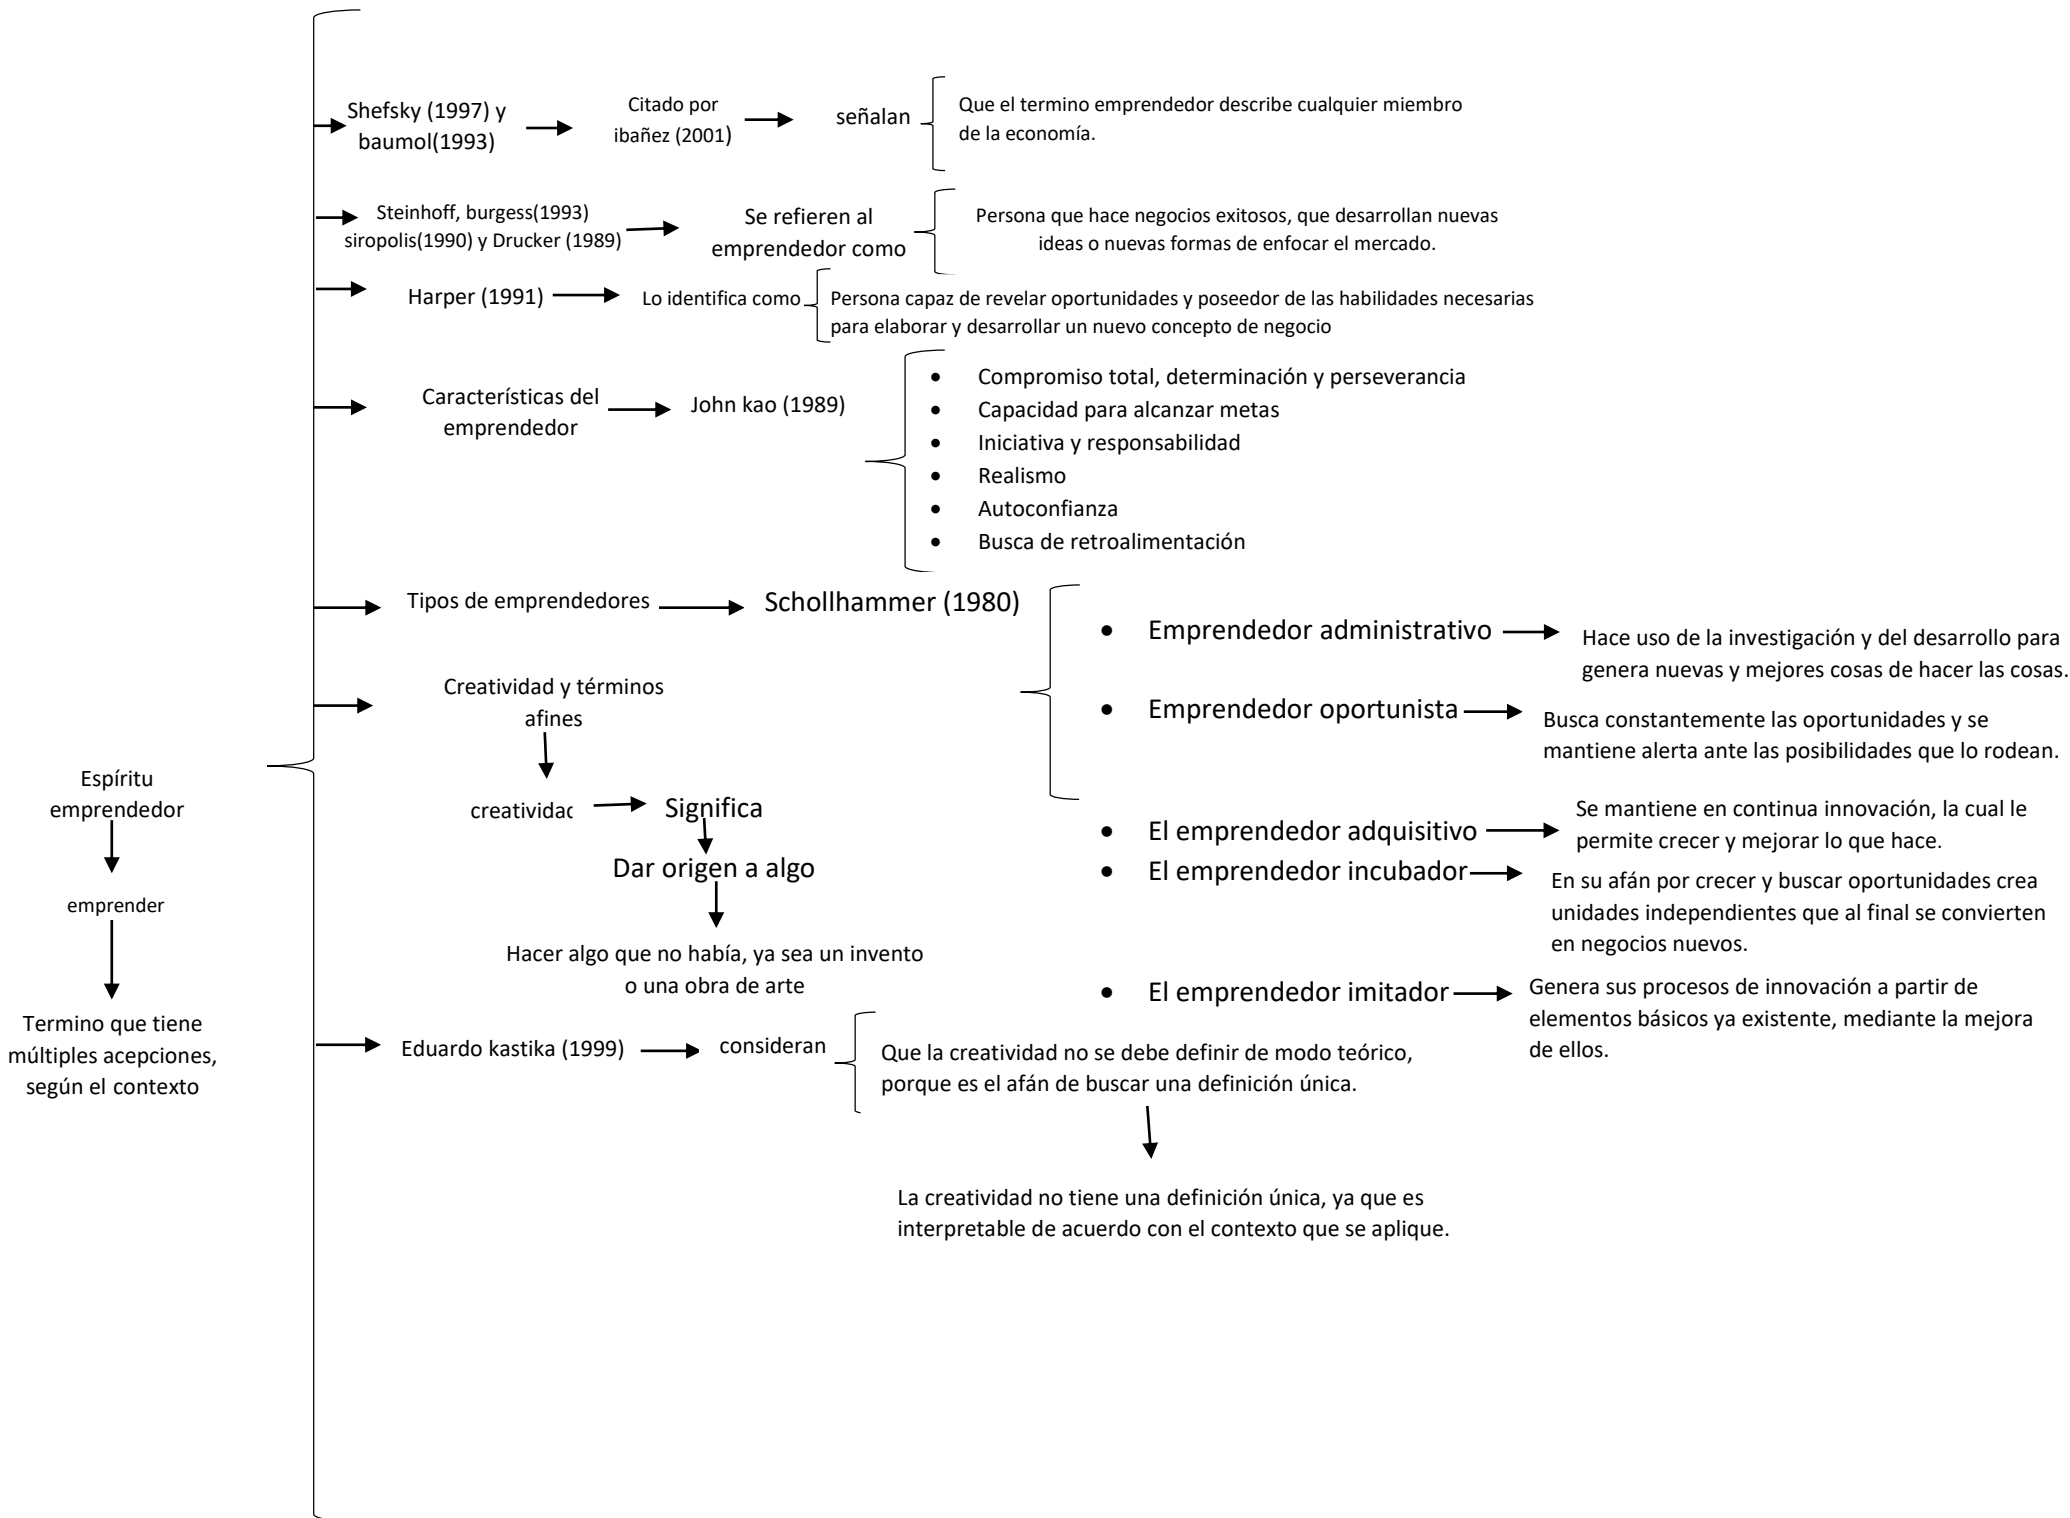 Shefsky (1997) y
baumol(1993)
Citado por
ibañez (2001)
señalan
Que el termino emprendedor describe cualquier miembro
de la economía.
Steinhoff, burgess(1993)
siropolis(1990) y Drucker (1989)
Se refieren al
emprendedor como
Persona que hace negocios exitosos, que desarrollan nuevas
ideas o nuevas formas de enfocar el mercado.
Harper (1991)
Lo identifica como
Persona capaz de revelar oportunidades y poseedor de las habilidades necesarias
para elaborar y desarrollar un nuevo concepto de negocio
Característícas del
emprendedor
John kao (1989)
• Compromiso total, determinación y perseverancia
• Capacidad para alcanzar metas
• Iniciativa y responsabilidad
• Realismo
• Autoconfianza
• Busca de retroalimentación
Tipos de emprendedores
Schollhammer (1980)
• Emprendedor administrativo
Hace uso de la investigación y del desarrollo para
genera nuevas y mejores cosas de hacer las cosas.
• Emprendedor oportunista
Busca constantemente las oportunidades y se
mantiene alerta ante las posibilidades que lo rodean.
• El emprendedor adquisitivo
Se mantiene en continua innovación, la cual le
permite crecer y mejorar lo que hace.
• El emprendedor incubador
En su afán por crecer y buscar oportunidades crea
unidades independientes que al final se convierten
en negocios nuevos.
• El emprendedor imitador
Genera sus procesos de innovación a partir de
elementos básicos ya existente, mediante la mejora
de ellos.
Creatividad y términos
afines
creatividad
Significa
Dar origen a algo
Hacer algo que no había, ya sea un invento
o una obra de arte
Espíritu
emprendedor
emprender
Termino que tiene
múltiples acepciones,
según el contexto
Eduardo kastika (1999)
consideran
Que la creatividad no se debe definir de modo teórico,
porque es el afán de buscar una definición única.
La creatividad no tiene una definición única, ya que es
interpretable de acuerdo con el contexto que se aplique.